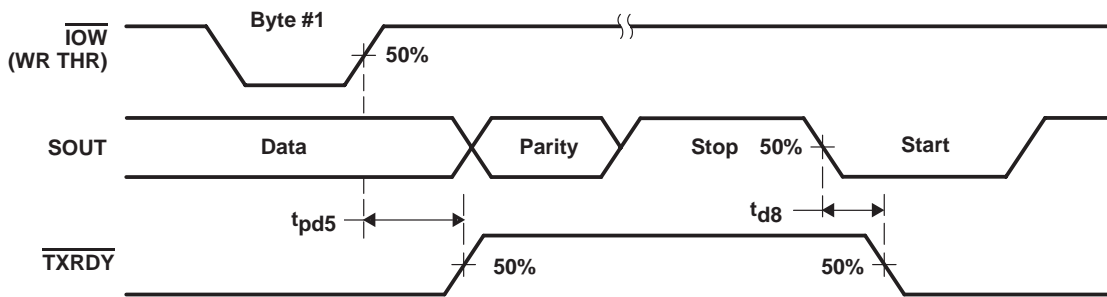 Byte #1
IOW
(WR THR)
50%
SOUT
Data
Parity
Stop
50%
Start
tpd5
td8
TXRDY
50%
50%